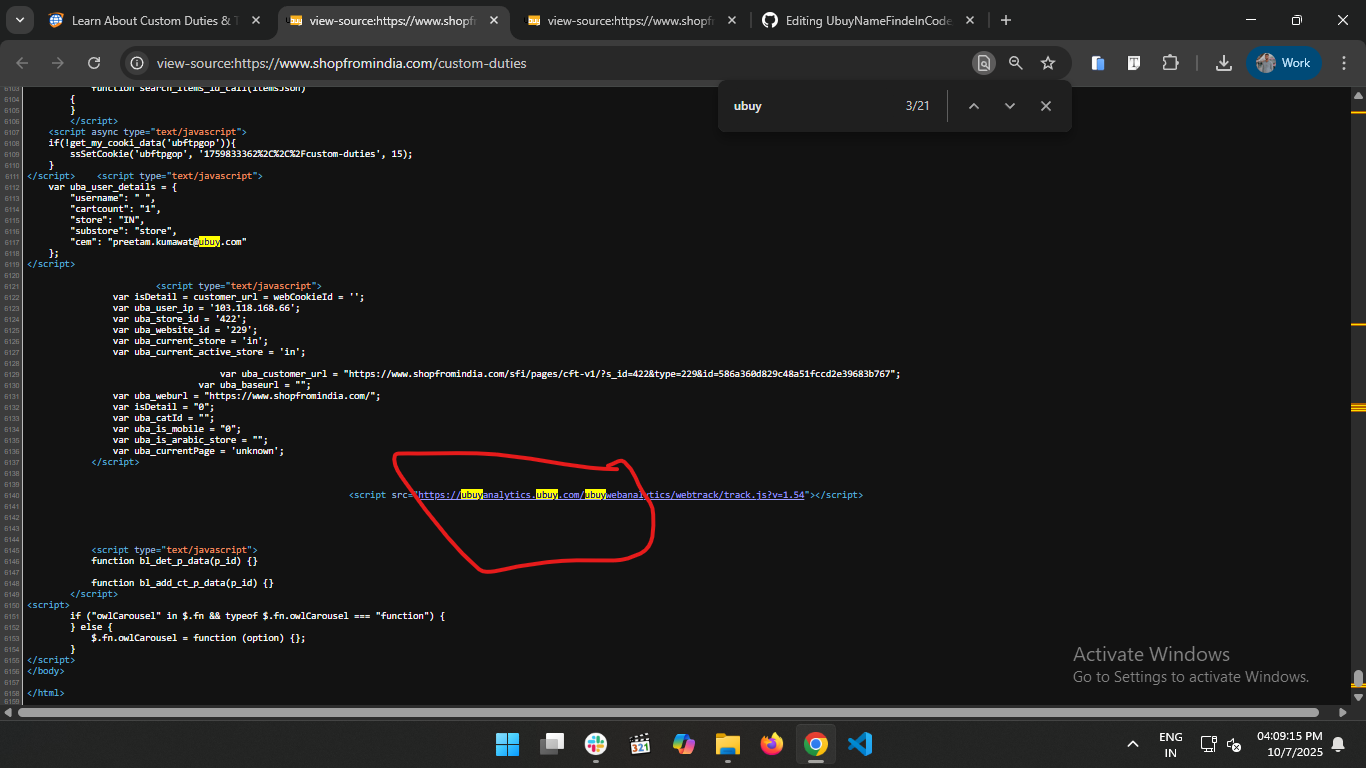 Learn About Custom Duties & T
view-source:https://www.shopfr
view-source:https://www.shopf
Editing UbuyNameFindeInCode
view-source:https://www.shopfromindia.com/custom-duties
Work
ubuy
3/21
6103 function search_items_id_call(itemsJson)
6104 {
6105 }
6106 </script>
6107 <script async type="text/javascript">
6108 if(!get_my_cooki_data('ubftpgop')){
6109 ssSetCookie('ubftpgop', '1759833362%2C%2C%2Fcustom-duties', 15);
6110 }
6111 </script> <script type="text/javascript">
6112 var uba_user_details = {
6113 "username": " ",
6114 "cartcount": "1",
6115 "store": "IN",
6116 "substore": "store",
6117 "cem": "preetam.kumawat@ubuy.com"
6118 };
6119 </script>
6120
6121 <script type="text/javascript">
6122 var isDetail = customer_url = webCookieId = '';
6123 var uba_user_ip = '103.118.168.66';
6124 var uba_store_id = '422';
6125 var uba_website_id = '229';
6126 var uba_current_store = 'in';
6127 var uba_current_active_store = 'in';
6128
6129 var uba_customer_url = "https://www.shopfromindia.com/sfi/pages/cft-v1/?s_id=422&type=229&id=586a360d829c48a51fccd2e39683b767";
6130 var uba_baseurl = "";
6131 var uba_weburl = "https://www.shopfromindia.com/";
6132 var isDetail = "0";
6133 var uba_catId = "";
6134 var uba_is_mobile = "0";
6135 var uba_is_arabic_store = "";
6136 var uba_currentPage = 'unknown';
6137 </script>
6138
6139
6140 <script src="https://ubuyanalytics.ubuy.com/ubuywebanalytics/webtrack/track.js?v=1.54"></script>
6141
6142
6143
6144
6145 <script type="text/javascript">
6146 function bl_det_p_data(p_id) {}
6147
6148 function bl_add_ct_p_data(p_id) {}
6149 </script>
6150 <script>
6151 if ("owlCarousel" in $.fn && typeof $.fn.owlCarousel === "function") {
6152 } else {
6153 $.fn.owlCarousel = function (option) {};
6154 }
6155 </script>
6156 </body>
6157
6158 </html>
6159
Activate Windows
Go to Settings to activate Windows.
321
ENG
IN
04:09:15 PM
10/7/2025